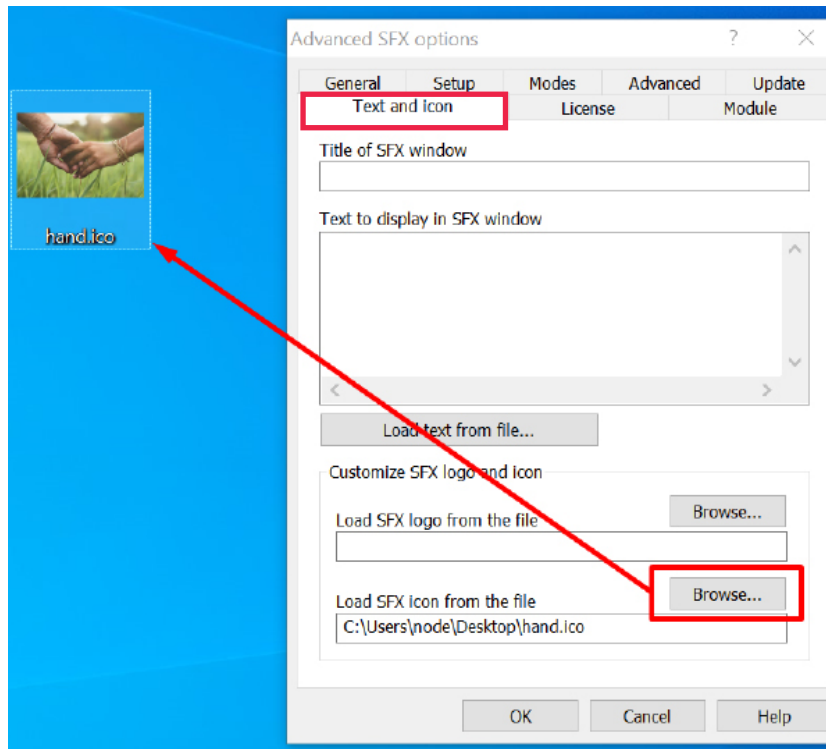 Advanced SFX options
?
General Setup Modes Advanced Update
Text and icon License Module
Title of SFX window
Text to display in SFX window
hand.ico
Load text from file...
Customize SFX logo and icon
Browse...
Load SFX logo from the file
Browse...
Load SFX icon from the file
C:\Users\node\Desktop\hand.ico
OK Cancel Help